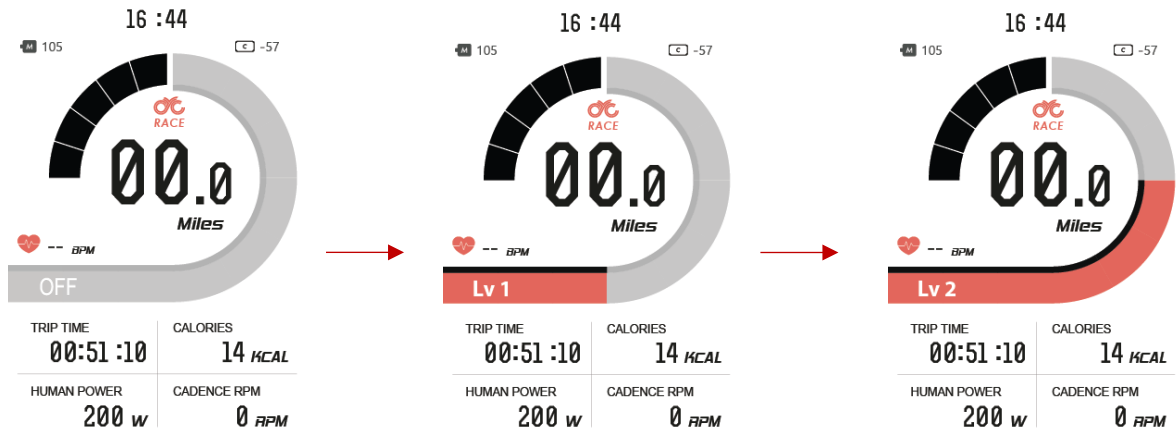 16 :44
M 105
C -57
RACE
00.0
Miles
-- BPM
OFF
TRIP TIME
CALORIES
00:51 :10
14 KCAL
HUMAN POWER
CADENCE RPM
200 W
0 RPM
16 :44
M 105
C -57
RACE
00.0
Miles
-- BPM
Lv 1
TRIP TIME
CALORIES
00:51 :10
14 KCAL
HUMAN POWER
CADENCE RPM
200 W
0 RPM
16 :44
M 105
C -57
RACE
00.0
Miles
-- BPM
Lv 2
TRIP TIME
CALORIES
00:51 :10
14 KCAL
HUMAN POWER
CADENCE RPM
200 W
0 RPM